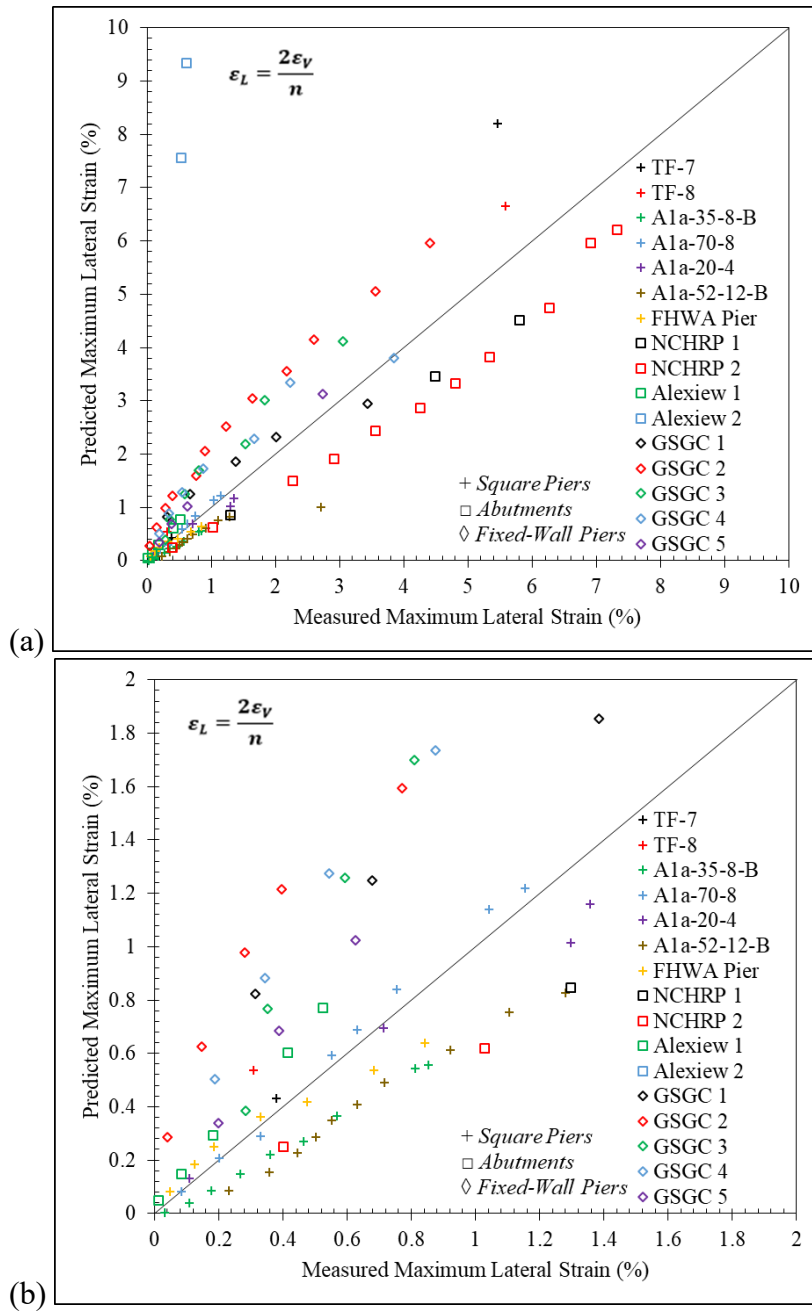 10
9
8
7
6
5
4
3
2
1
0
Predicted Maximum Lateral Strain (%)
ε_L = 2ε_V / n
TF-7
TF-8
A1a-35-8-B
A1a-70-8
A1a-20-4
A1a-52-12-B
FHWA Pier
NCHRP 1
NCHRP 2
Alexiew 1
Alexiew 2
GSGC 1
GSGC 2
GSGC 3
GSGC 4
GSGC 5
+ Square Piers
□ Abutments
◊ Fixed-Wall Piers
0 1 2 3 4 5 6 7 8 9 10
Measured Maximum Lateral Strain (%)
(a)
2
1.8
1.6
1.4
1.2
1
0.8
0.6
0.4
0.2
0
Predicted Maximum Lateral Strain (%)
ε_L = 2ε_V / n
TF-7
TF-8
A1a-35-8-B
A1a-70-8
A1a-20-4
A1a-52-12-B
FHWA Pier
NCHRP 1
NCHRP 2
Alexiew 1
Alexiew 2
GSGC 1
GSGC 2
GSGC 3
GSGC 4
GSGC 5
+ Square Piers
□ Abutments
◊ Fixed-Wall Piers
0 0.2 0.4 0.6 0.8 1 1.2 1.4 1.6 1.8 2
Measured Maximum Lateral Strain (%)
(b)